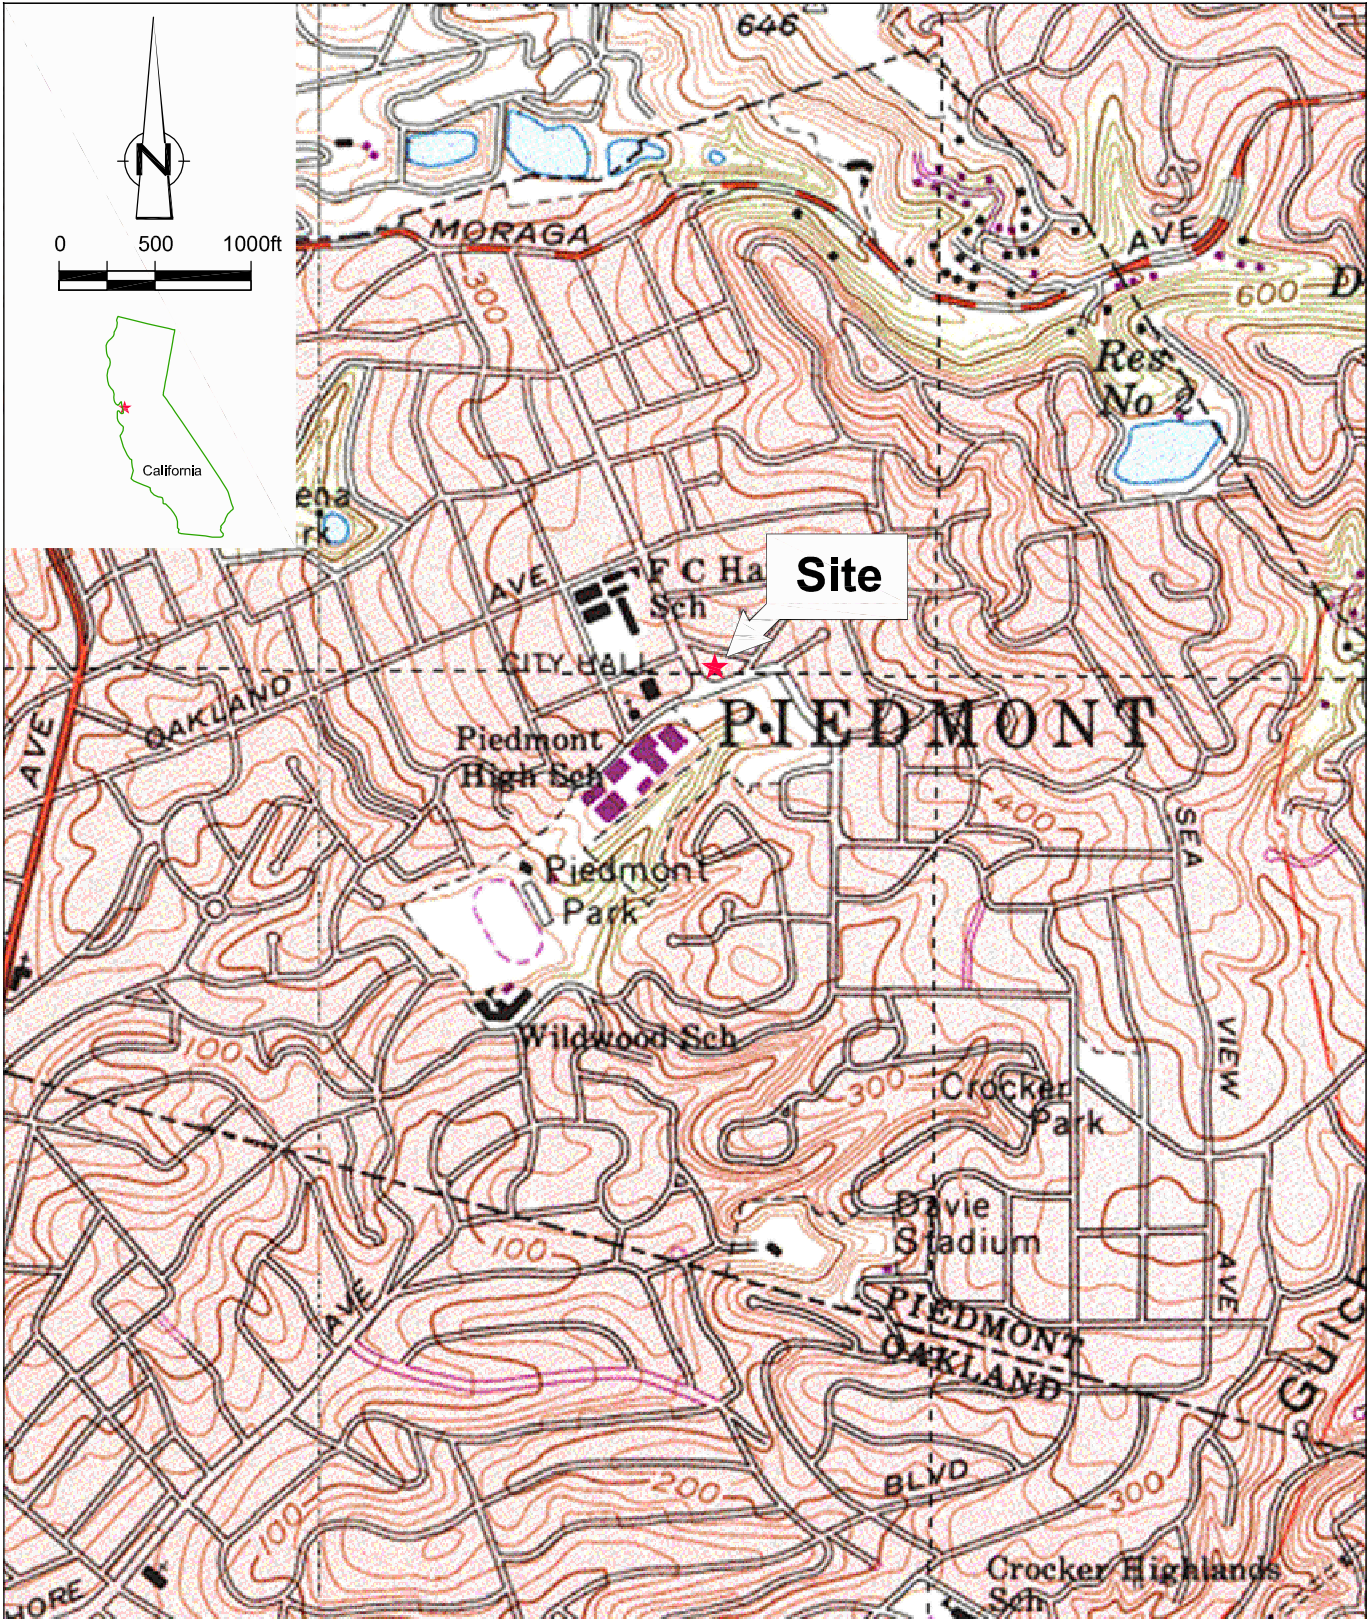 646
N
0 500 1000ft
MORAGA
AVE
300
600
Res
No 2
California
Site
AVE
F C Ha
Sch
CITY HALL
OAKLAND
AVE
PIEDMONT
Piedmont
High Sch
400
SEA
Piedmont
Park
Wildwood Sch
100
300
Crocker
Park
VIEW
Davie
Stadium
100
AVE
AVE
PIEDMONT
OAKLAND
BLVD
200
300
100
Crocker Highlands
Sch